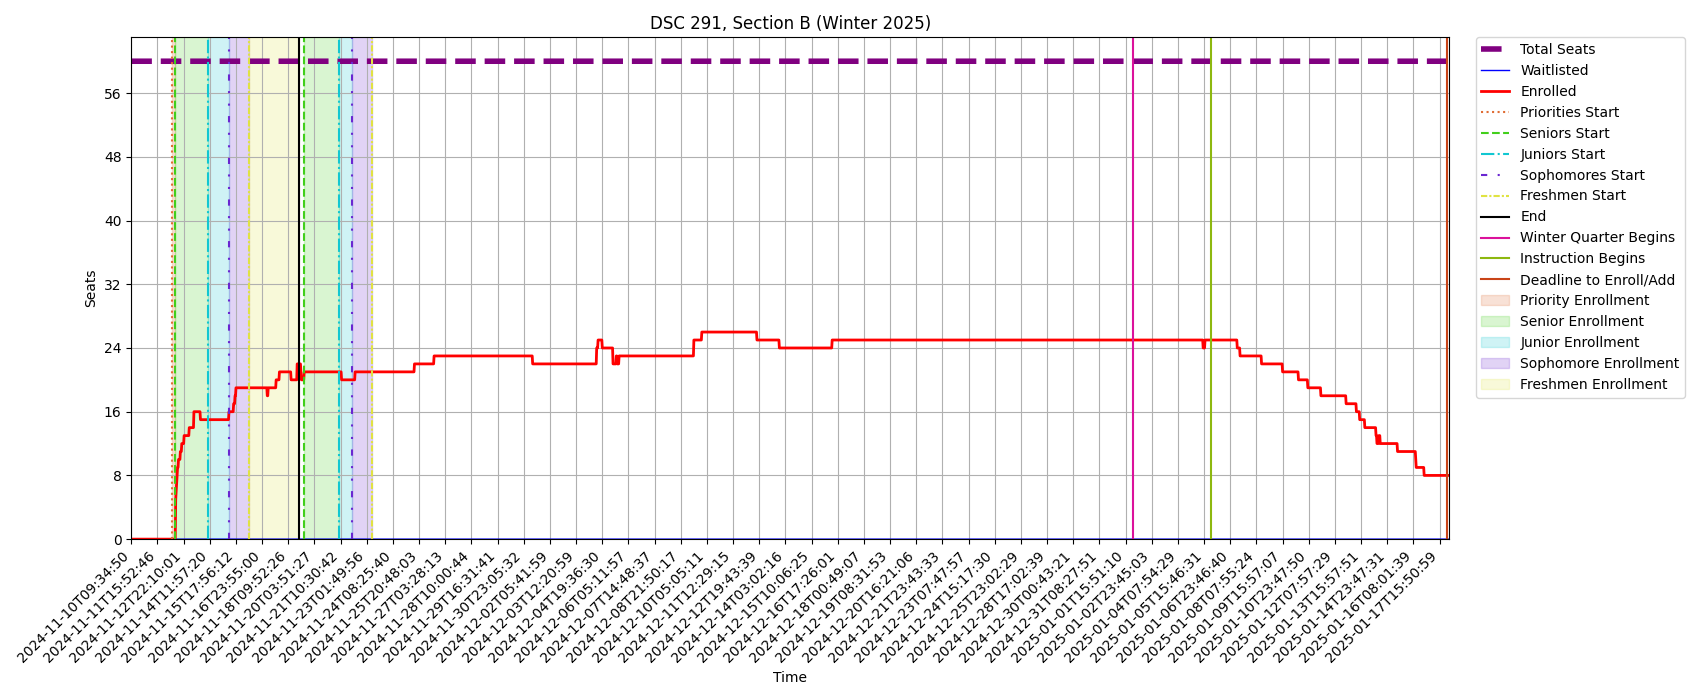 DSC 291, Section B (Winter 2025)
Seats
56
48
40
32
24
16
8
0
2024-11-10T09:34:50
2024-11-11T15:52:46
2024-11-12T22:10:01
2024-11-14T11:57:20
2024-11-15T17:56:12
2024-11-16T23:55:00
2024-11-18T09:52:26
2024-11-20T03:51:27
2024-11-21T10:30:42
2024-11-23T01:49:56
2024-11-24T08:25:40
2024-11-25T20:48:03
2024-11-27T03:28:13
2024-11-28T10:00:44
2024-11-29T16:31:41
2024-11-30T23:05:32
2024-12-02T05:41:59
2024-12-03T12:20:59
2024-12-04T19:36:30
2024-12-06T05:11:57
2024-12-07T14:48:37
2024-12-08T21:50:17
2024-12-10T05:05:11
2024-12-11T12:29:15
2024-12-12T19:43:39
2024-12-14T03:02:16
2024-12-15T10:06:25
2024-12-16T17:26:01
2024-12-18T00:49:07
2024-12-19T08:31:53
2024-12-20T16:21:06
2024-12-21T23:43:33
2024-12-23T07:47:57
2024-12-24T15:17:30
2024-12-25T23:02:29
2024-12-28T17:02:39
2024-12-30T00:43:21
2024-12-31T08:27:51
2025-01-01T15:51:10
2025-01-02T23:45:03
2025-01-04T07:54:29
2025-01-05T15:46:31
2025-01-06T23:46:40
2025-01-08T07:55:24
2025-01-09T15:57:07
2025-01-10T23:47:50
2025-01-12T07:57:29
2025-01-13T15:57:51
2025-01-14T23:47:31
2025-01-16T08:01:39
2025-01-17T15:50:59
Time
Total Seats
Waitlisted
Enrolled
Priorities Start
Seniors Start
Juniors Start
Sophomores Start
Freshmen Start
End
Winter Quarter Begins
Instruction Begins
Deadline to Enroll/Add
Priority Enrollment
Senior Enrollment
Junior Enrollment
Sophomore Enrollment
Freshmen Enrollment